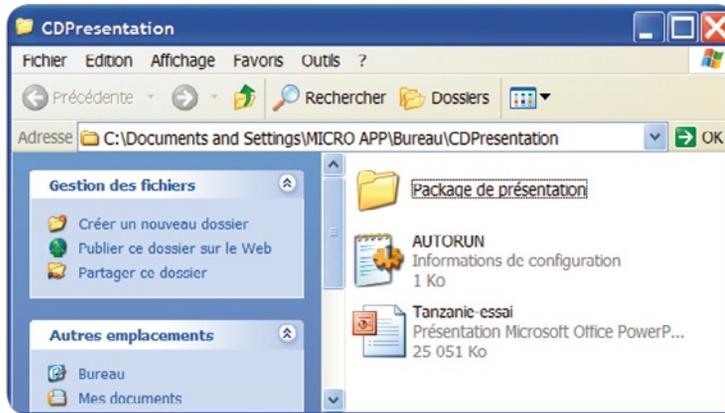 CDPresentation
Fichier Edition Affichage Favoris Outils ?
Précédente Rechercher Dossiers
Adresse C:\Documents and Settings\MICRO APP\Bureau\CDPresentation OK
Gestion des fichiers
Créer un nouveau dossier
Publier ce dossier sur le Web
Partager ce dossier
Autres emplacements
Bureau
Mes documents
Package de présentation
AUTORUN
Informations de configuration
1 Ko
Tanzanie-essai
Présentation Microsoft Office PowerP...
25 051 Ko